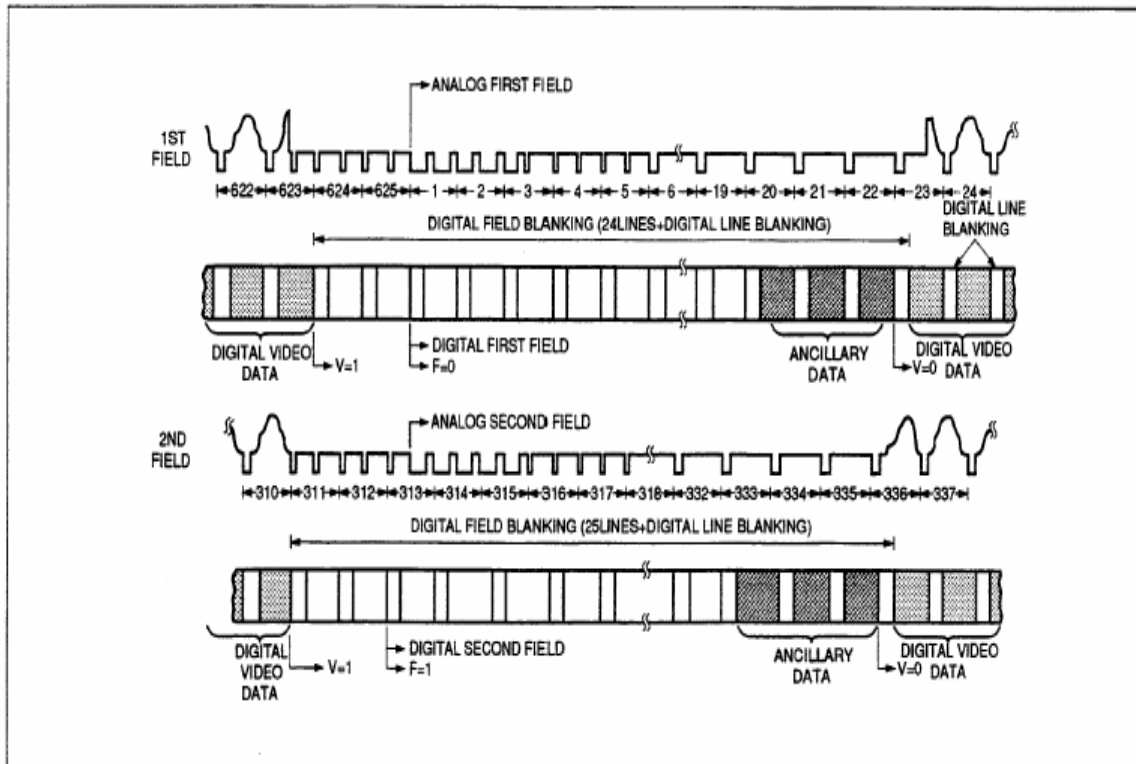 ANALOG FIRST FIELD
1ST
FIELD
622 623 624 625 1 2 3 4 5 6 19 20 21 22 23 24
DIGITAL FIELD BLANKING (24LINES+DIGITAL LINE BLANKING)
DIGITAL LINE
BLANKING
DIGITAL VIDEO
DATA
V=1
DIGITAL FIRST FIELD
F=0
ANCILLARY
DATA
V=0
DIGITAL VIDEO
DATA
ANALOG SECOND FIELD
2ND
FIELD
310 311 312 313 314 315 316 317 318 332 333 334 335 336 337
DIGITAL FIELD BLANKING (25LINES+DIGITAL LINE BLANKING)
DIGITAL
VIDEO
DATA
V=1
DIGITAL SECOND FIELD
F=1
ANCILLARY
DATA
V=0
DIGITAL VIDEO
DATA